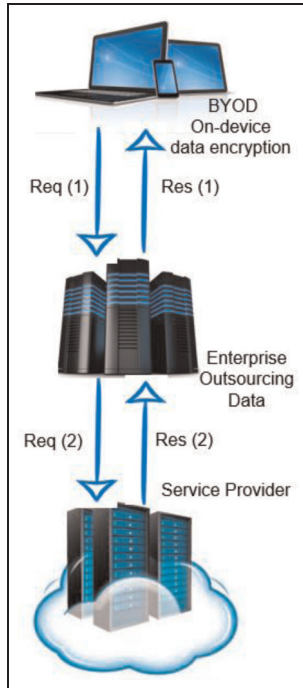 BYOD
On-device
data encryption
Req (1)
Res (1)
Enterprise
Outsourcing
Data
Req (2)
Res (2)
Service Provider